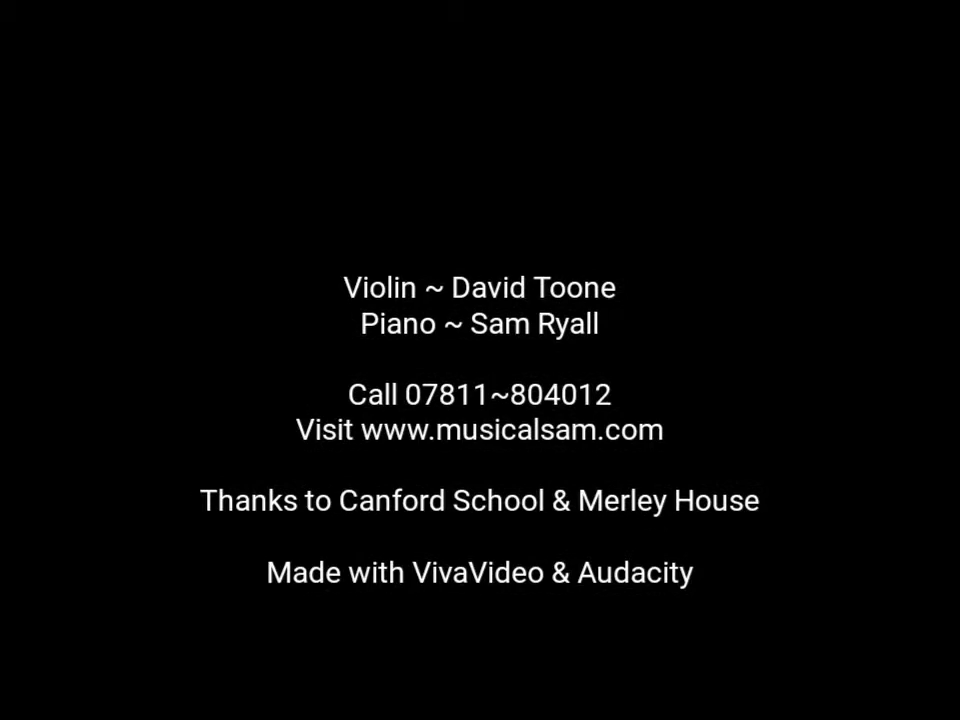 Violin ~ David Toone
Piano ~ Sam Ryall
Call 07811~804012
Visit www.musicalsam.com
Thanks to Canford School & Merley House
Made with VivaVideo & Audacity